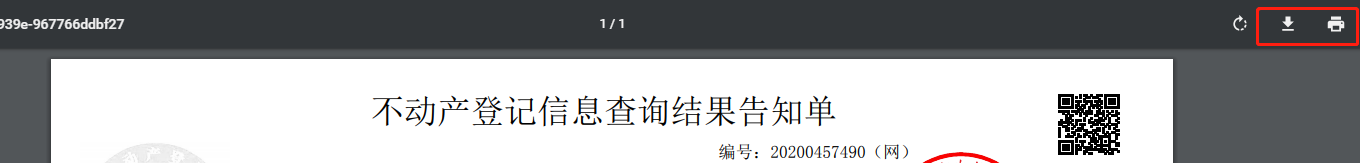 939e-967766ddbf27
1 / 1
不动产登记信息查询结果告知单
编号：20200457490（网）